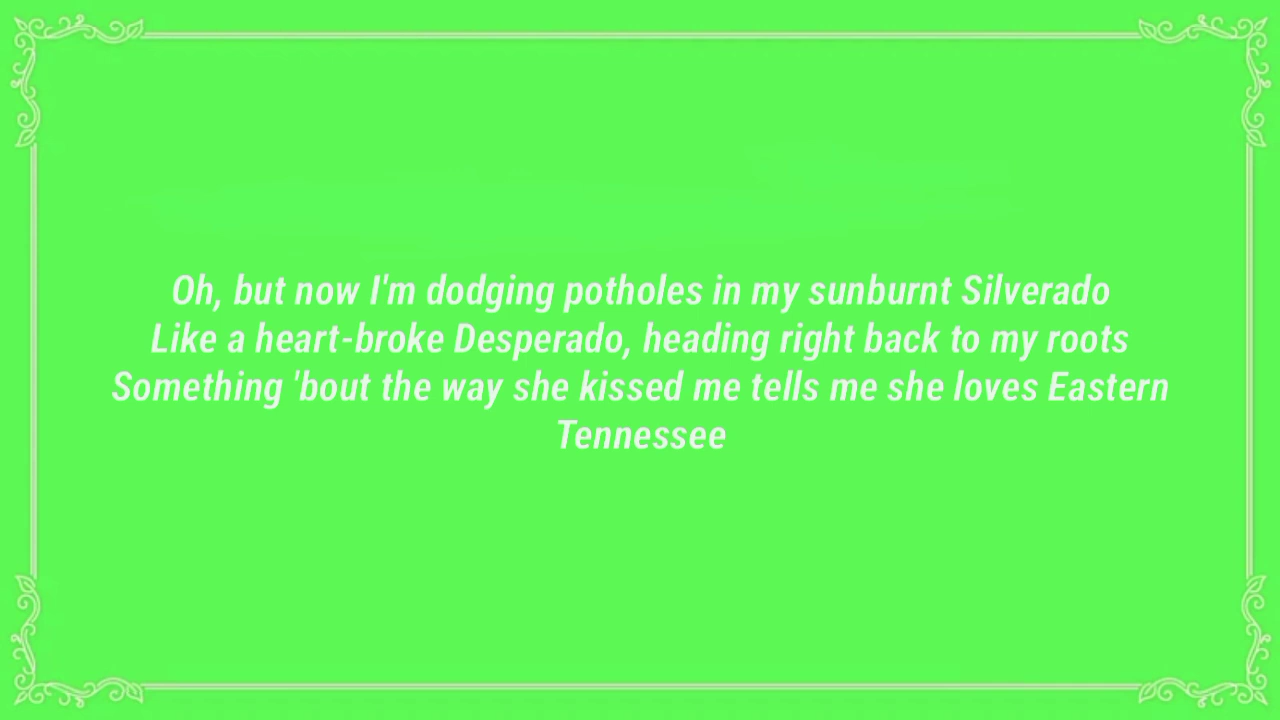 Oh, but now I'm dodging potholes in my sunburnt Silverado
Like a heart-broke Desperado, heading right back to my roots
Something 'bout the way she kissed me tells me she loves Eastern
Tennessee